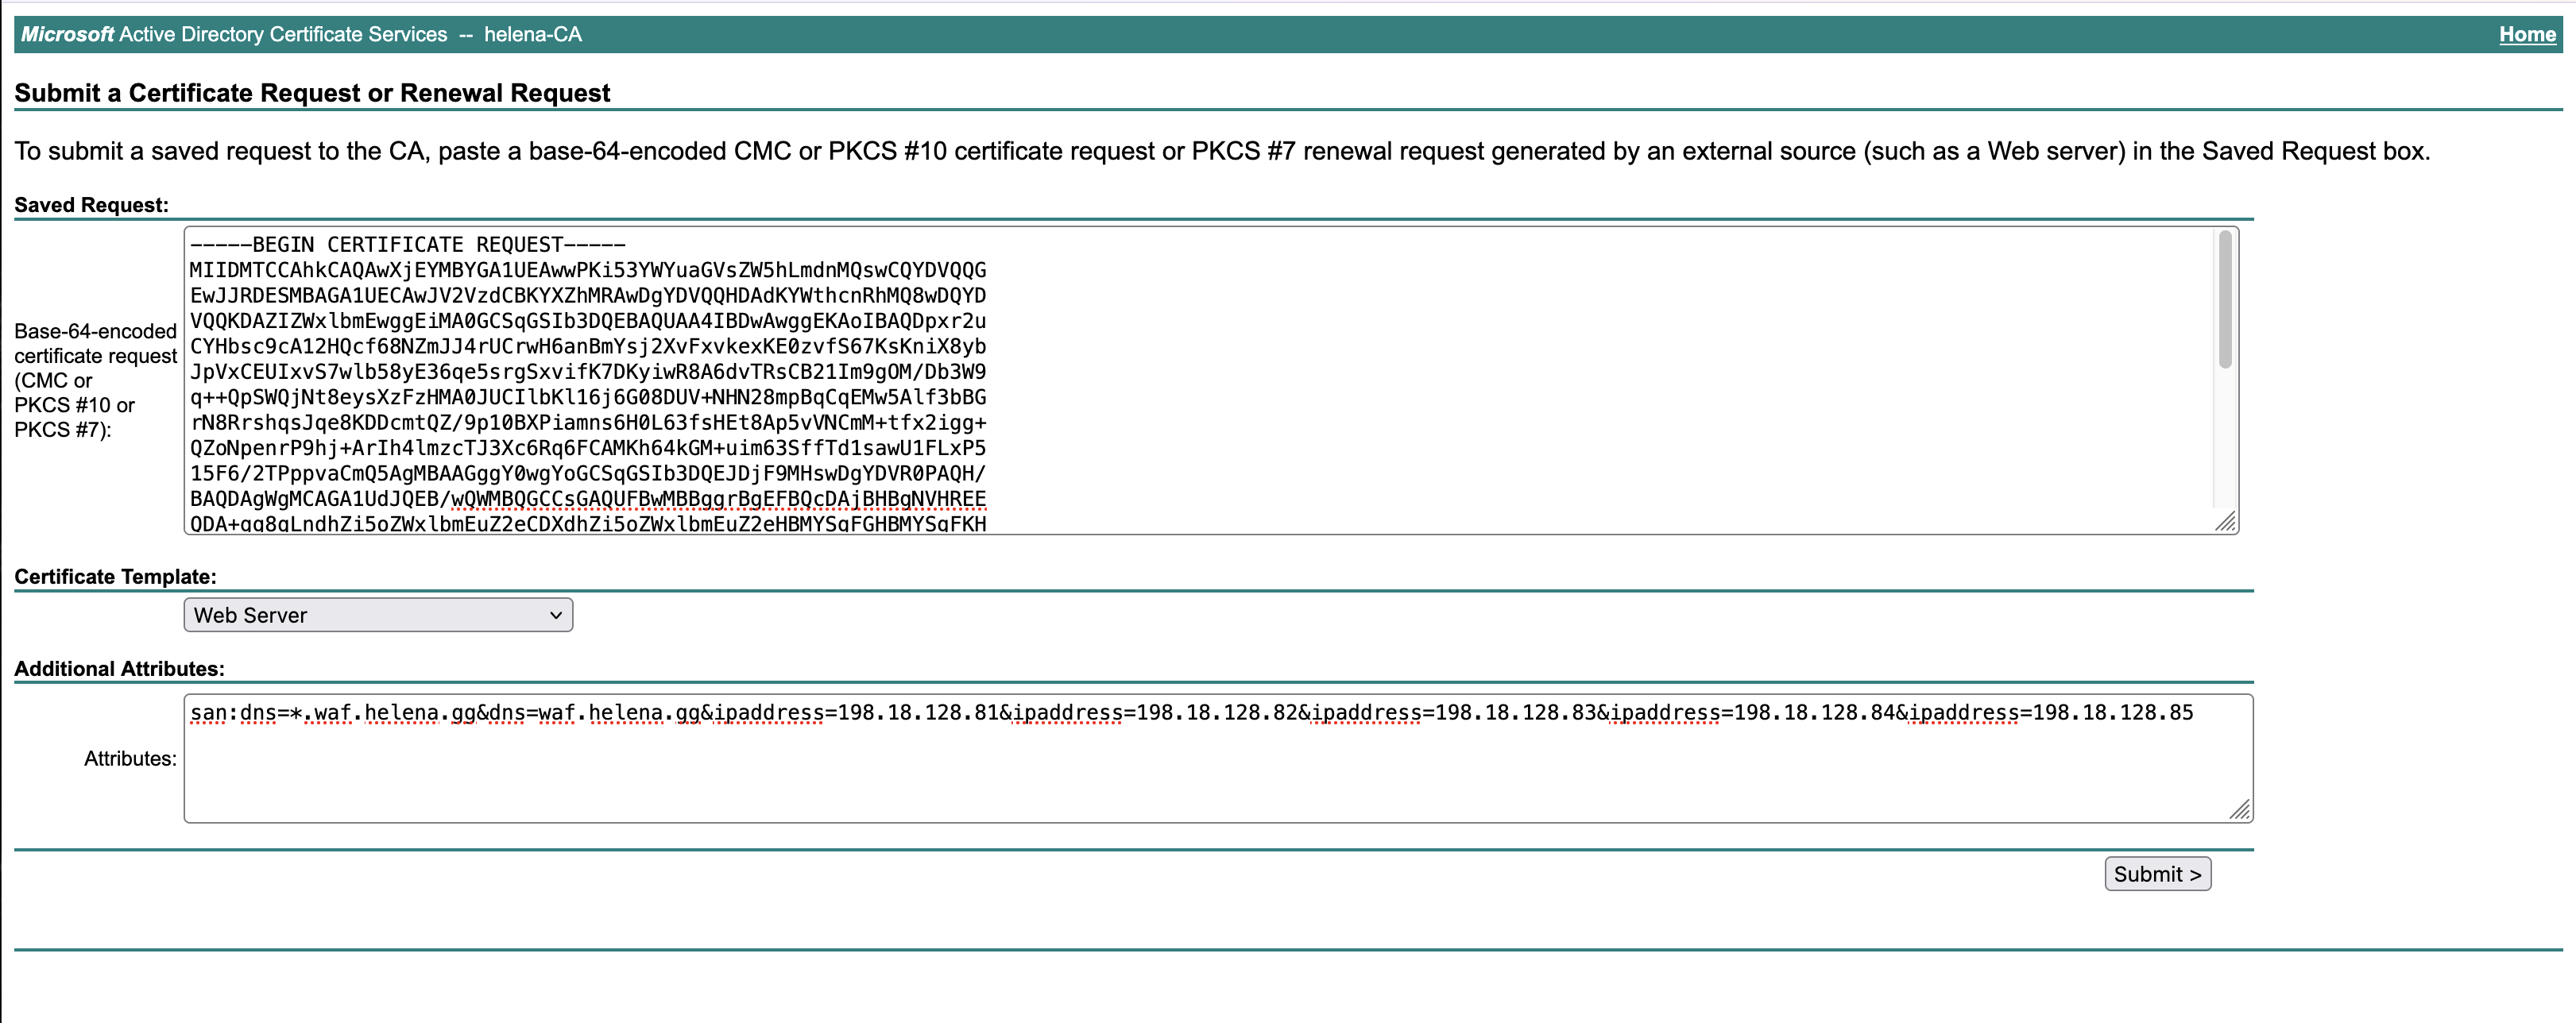 Microsoft Active Directory Certificate Services -- helena-CA Home
Submit a Certificate Request or Renewal Request
To submit a saved request to the CA, paste a base-64-encoded CMC or PKCS #10 certificate request or PKCS #7 renewal request generated by an external source (such as a Web server) in the Saved Request box.
Saved Request:
Base-64-encoded
certificate request
(CMC or
PKCS #10 or
PKCS #7):
-----BEGIN CERTIFICATE REQUEST-----
MIIDMTCCAhkCAQAwXjEYMBYGA1UEAwwPKi53YWYuaGVsZW5hLmdnMQswCQYDVQQG
EwJJRDESMBAGA1UECAwJV2VzdCBKYXZhMRAwDgYDVQQHDAdKYWthcnRhMQ8wDQYD
VQQKDAZIZWxlbmEwggEiMA0GCSqGSIb3DQEBAQUAA4IBDwAwggEKAoIBAQDpxr2u
CYHbsc9cA12HQcf68NZmJJ4rUCrwH6anBmYsj2XvFxvkexKE0zvfS67KsKniX8yb
JpVxCEUIxvS7wlb58yE36qe5srgSxvifK7DKyiwR8A6dvTRsCB21Im9gOM/Db3W9
q++QpSWQjNt8eysXzFzHMA0JUCIlbKl16j6G08DUV+NHN28mpBqCqEMw5Alf3bBG
rN8RrshqsJqe8KDDcmtQZ/9p10BXPiamns6H0L63fsHEt8Ap5vVNCmM+tfx2igg+
QZoNpenrP9hj+ArIh4lmzcTJ3Xc6Rq6FCAMKh64kGM+uim63SffTd1sawU1FLxP5
15F6/2TPppvaCmQ5AgMBAAGggY0wgYoGCSqGSIb3DQEJDjF9MHswDgYDVR0PAQH/
BAQDAgWgMCAGA1UdJQEB/wQWMBQGCCsGAQUFBwMBBggrBgEFBQcDAjBHBgNVHREE
QDA+gg8qLndhZi5oZWxlbmEuZ2eCDXdhZi5oZWxlbmEuZ2eHBMYSgFGHBMYSgFKH
Certificate Template:
Web Server
Additional Attributes:
Attributes:
san:dns=*.waf.helena.gg&dns=waf.helena.gg&ipaddress=198.18.128.81&ipaddress=198.18.128.82&ipaddress=198.18.128.83&ipaddress=198.18.128.84&ipaddress=198.18.128.85
Submit >